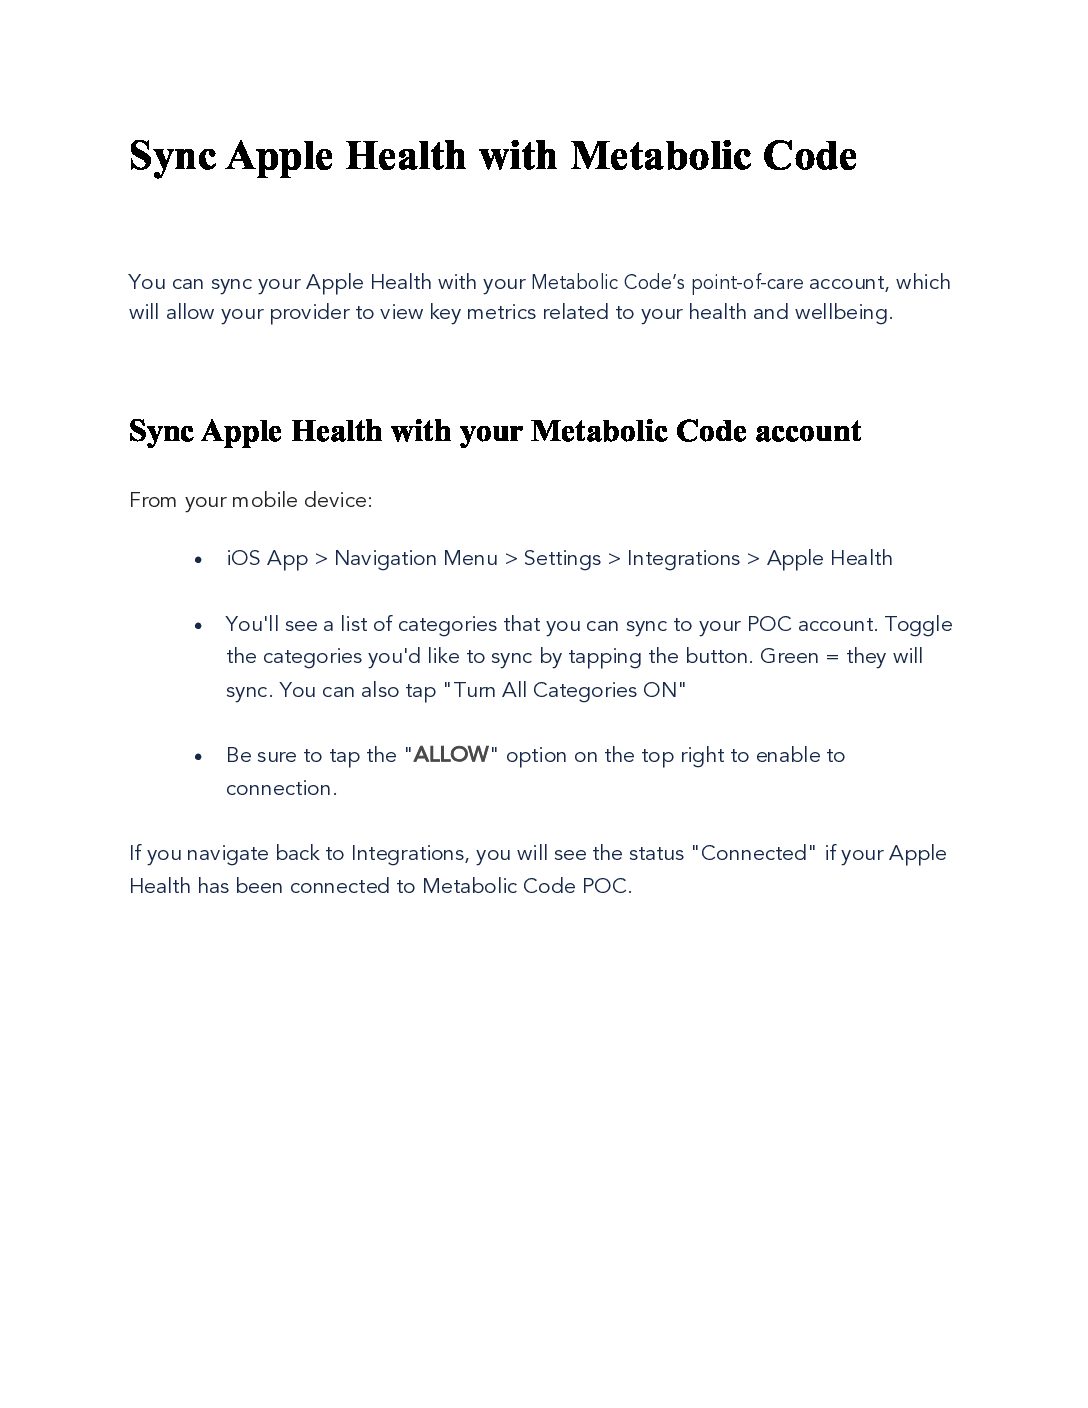 Sync Apple Health with Metabolic Code
You can sync your Apple Health with your Metabolic Code’s point-of-care account, which
will allow your provider to view key metrics related to your health and wellbeing.
Sync Apple Health with your Metabolic Code account
From your mobile device:
• iOS App > Navigation Menu > Settings > Integrations > Apple Health
• You'll see a list of categories that you can sync to your POC account. Toggle
the categories you'd like to sync by tapping the button. Green = they will
sync. You can also tap "Turn All Categories ON"
• Be sure to tap the "ALLOW" option on the top right to enable to
connection.
If you navigate back to Integrations, you will see the status "Connected" if your Apple
Health has been connected to Metabolic Code POC.